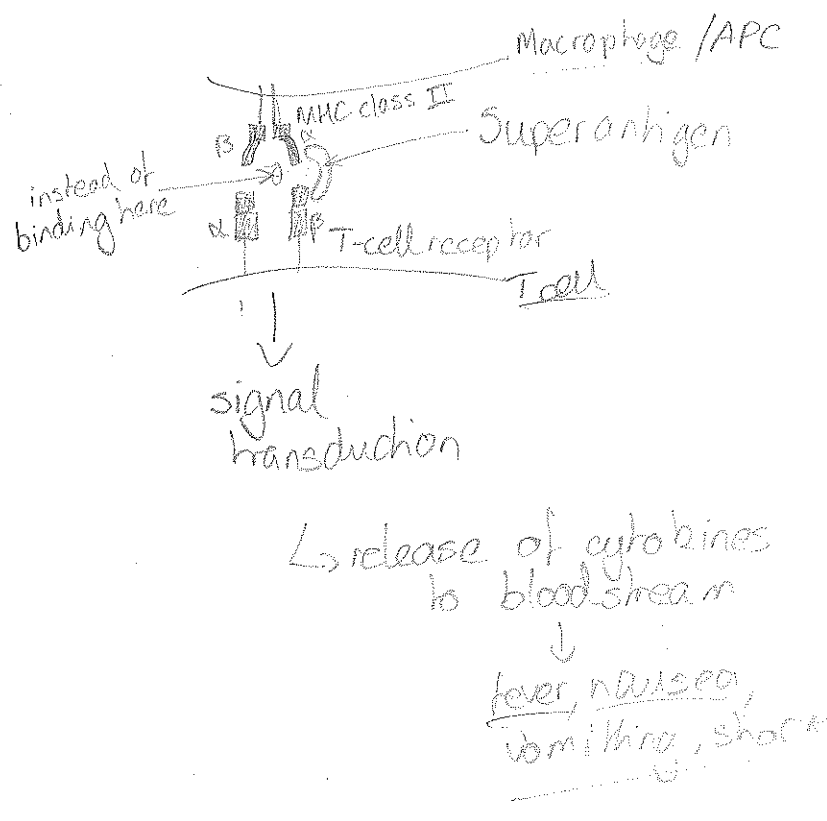 Macrophage / APC
MHC class II
β α
Superantigen
instead of
binding here
α β
T-cell receptor
T cell
signal
transduction
↳ release of cytokines
to bloodstream
fever, nausea,
vomitting, shock